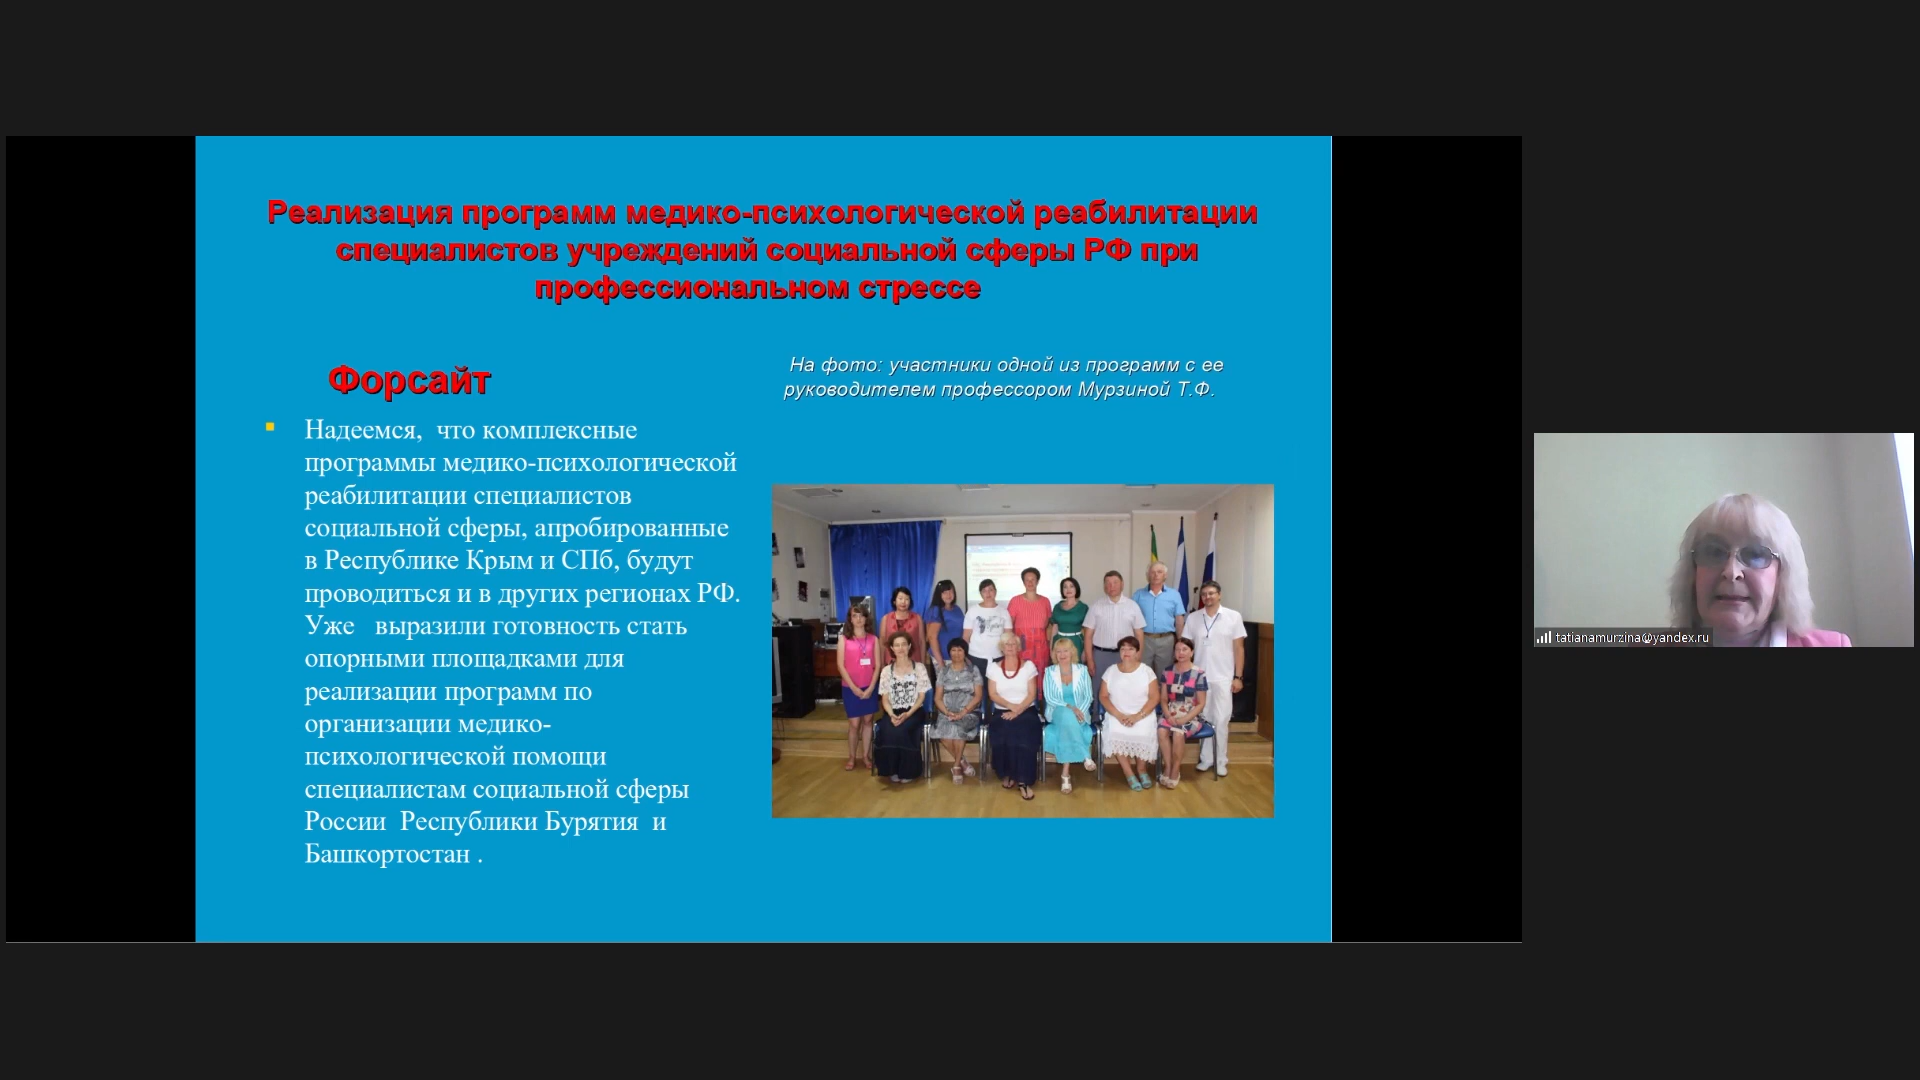 Реализация программ медико-психологической реабилитации
специалистов учреждений социальной сферы РФ при
профессиональном стрессе
Форсайт
Надеемся, что комплексные
программы медико-психологической
реабилитации специалистов
социальной сферы, апробированные
в Республике Крым и СПб, будут
проводиться и в других регионах РФ.
Уже выразили готовность стать
опорными площадками для
реализации программ по
организации медико-
психологической помощи
специалистам социальной сферы
России Республики Бурятия и
Башкортостан .
На фото: участники одной из программ с ее
руководителем профессором Мурзиной Т.Ф.
tatianamurzina@yandex.ru